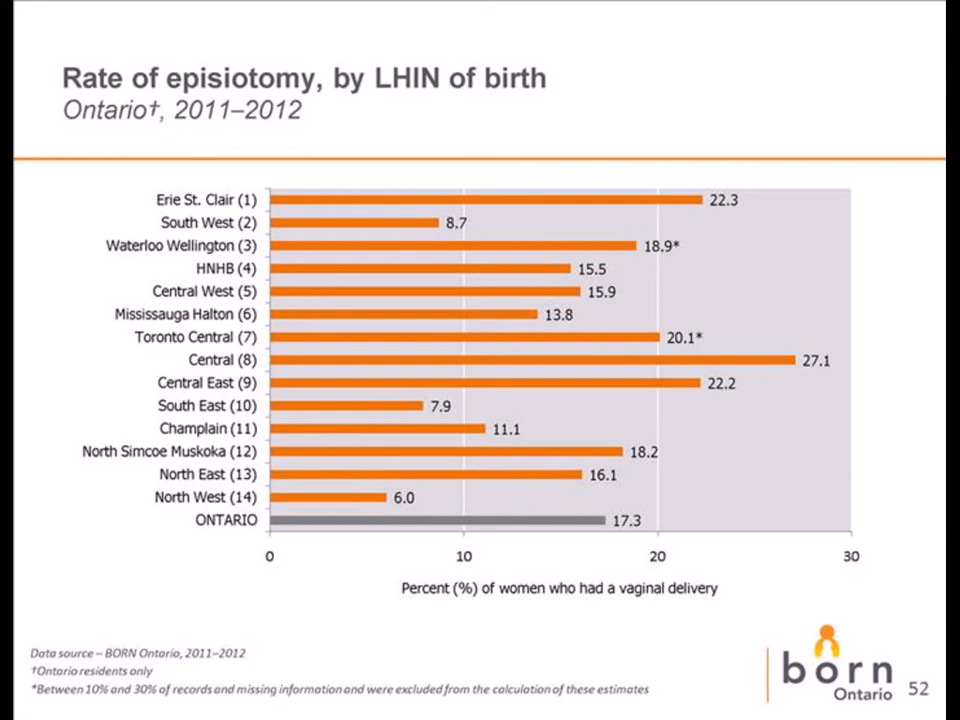 Rate of episiotomy, by LHIN of birth
Ontario†, 2011–2012
Erie St. Clair (1) 22.3
South West (2) 8.7
Waterloo Wellington (3) 18.9*
HNHB (4) 15.5
Central West (5) 15.9
Mississauga Halton (6) 13.8
Toronto Central (7) 20.1*
Central (8) 27.1
Central East (9) 22.2
South East (10) 7.9
Champlain (11) 11.1
North Simcoe Muskoka (12) 18.2
North East (13) 16.1
North West (14) 6.0
ONTARIO 17.3
0 10 20 30
Percent (%) of women who had a vaginal delivery
Data source – BORN Ontario, 2011–2012
†Ontario residents only
*Between 10% and 30% of records and missing information and were excluded from the calculation of these estimates
born
Ontario
52